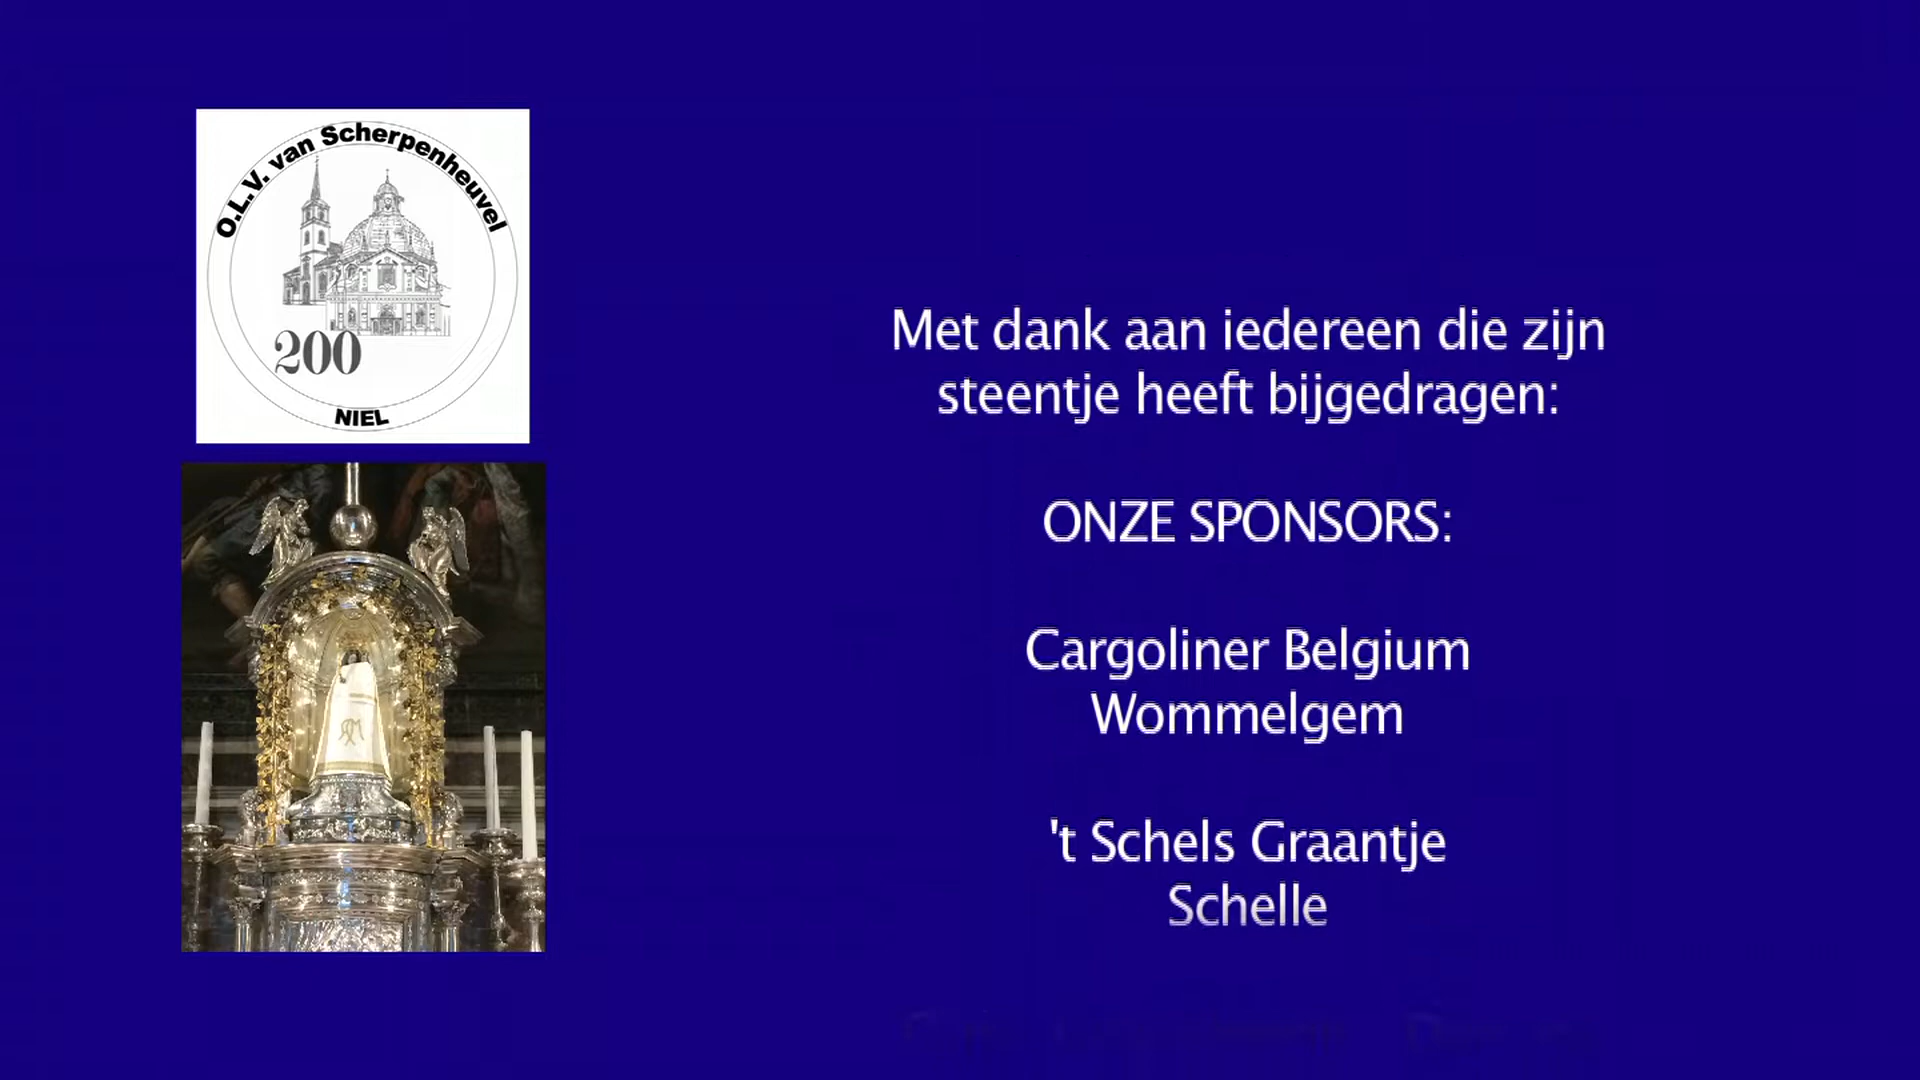 O.L.V. van Scherpenheuvel
200
NIEL
Met dank aan iedereen die zijn
steentje heeft bijgedragen:
ONZE SPONSORS:
Cargoliner Belgium
Wommelgem
't Schels Graantje
Schelle